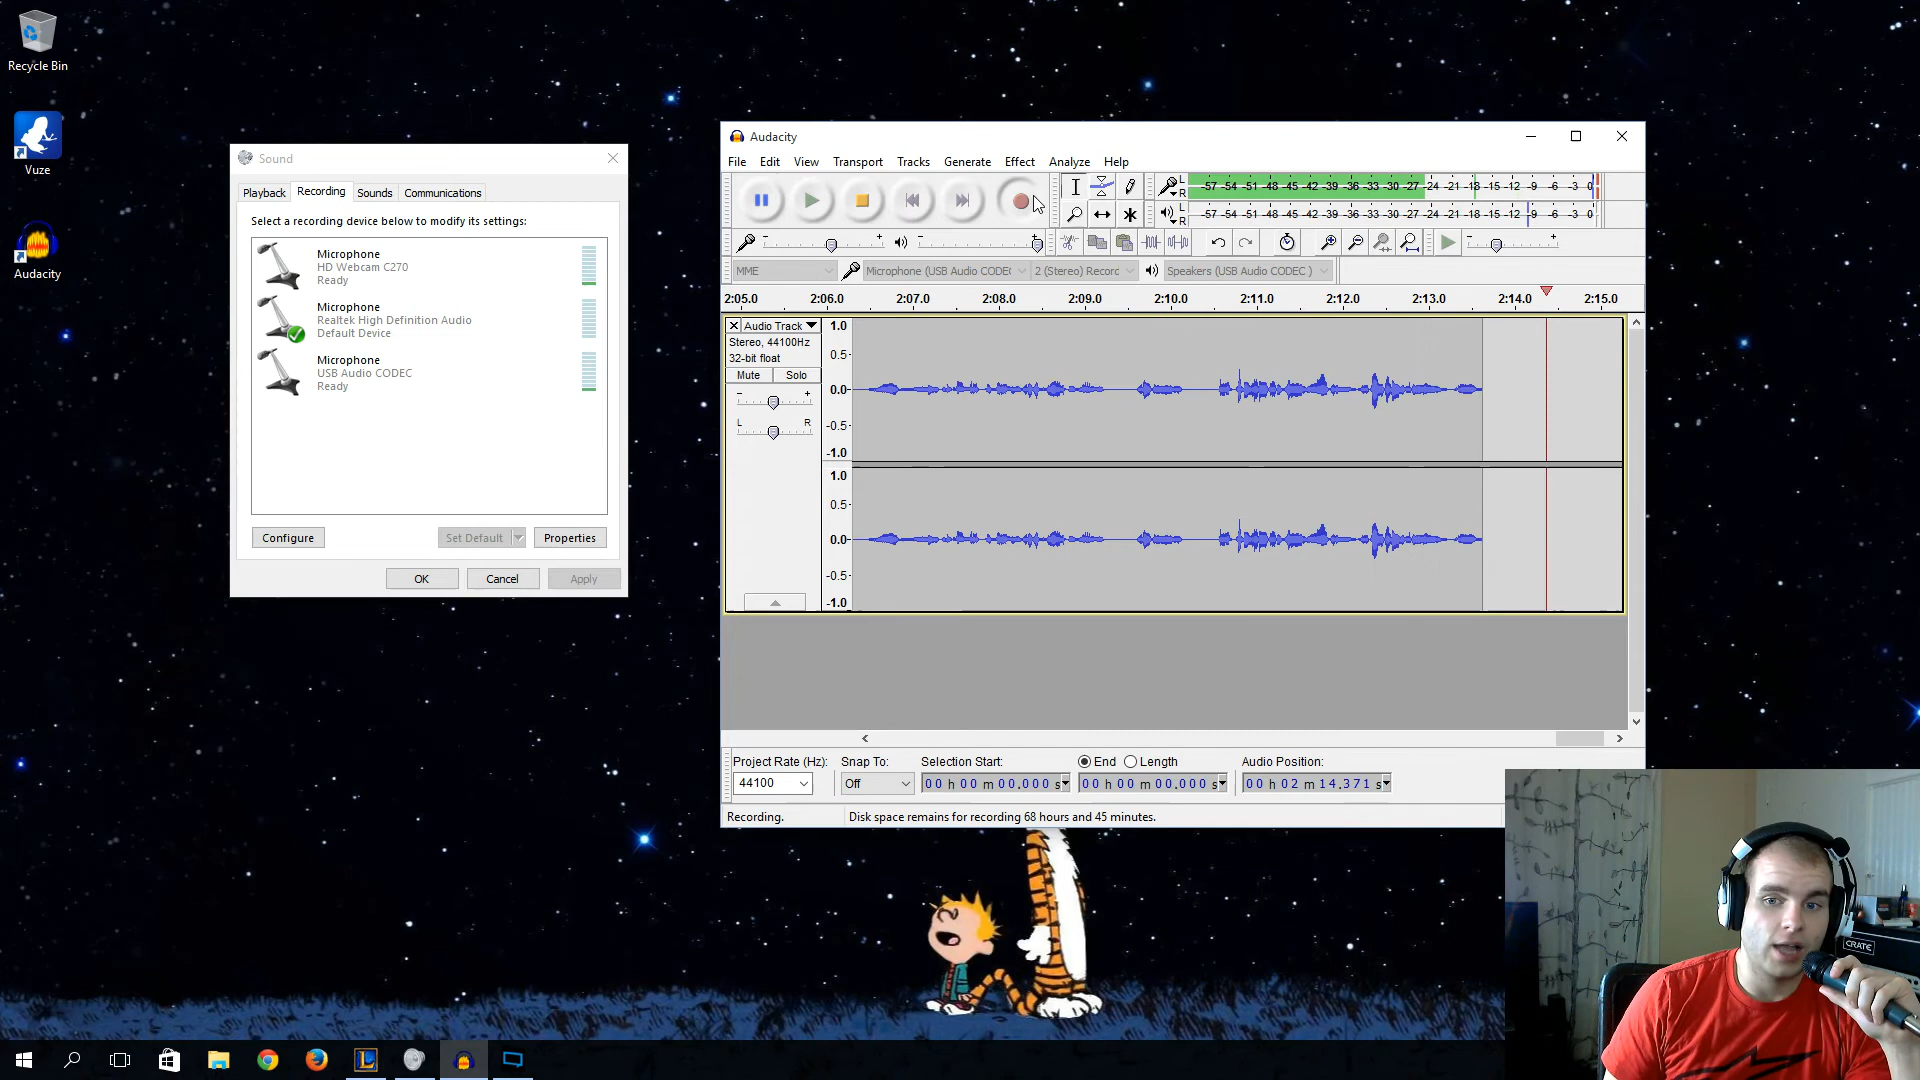 Recycle Bin
Vuze
Audacity
Sound
Playback Recording Sounds Communications
Select a recording device below to modify its settings:
Microphone
HD Webcam C270
Ready
Microphone
Realtek High Definition Audio
Default Device
Microphone
USB Audio CODEC
Ready
Configure Set Default Properties
OK Cancel Apply
Audacity
File Edit View Transport Tracks Generate Effect Analyze Help
L R -57 -54 -51 -48 -45 -42 -39 -36 -33 -30 -27 -24 -21 -18 -15 -12 -9 -6 -3 0
L R -57 -54 -51 -48 -45 -42 -39 -36 -33 -30 -27 -24 -21 -18 -15 -12 -9 -6 -3 0
- + - + - +
MME Microphone (USB Audio CODEC 2 (Stereo) Record Speakers (USB Audio CODEC )
2:05.0 2:06.0 2:07.0 2:08.0 2:09.0 2:10.0 2:11.0 2:12.0 2:13.0 2:14.0 2:15.0
Audio Track
Stereo, 44100Hz
32-bit float
Mute Solo
- +
L R
1.0
0.5
0.0
-0.5
-1.0
1.0
0.5
0.0
-0.5
-1.0
Project Rate (Hz): Snap To: Selection Start: End Length Audio Position:
44100 Off 00 h 00 m 00.000 s 00 h 00 m 00.000 s 00 h 02 m 14.371 s
Recording. Disk space remains for recording 68 hours and 45 minutes.
CRATE